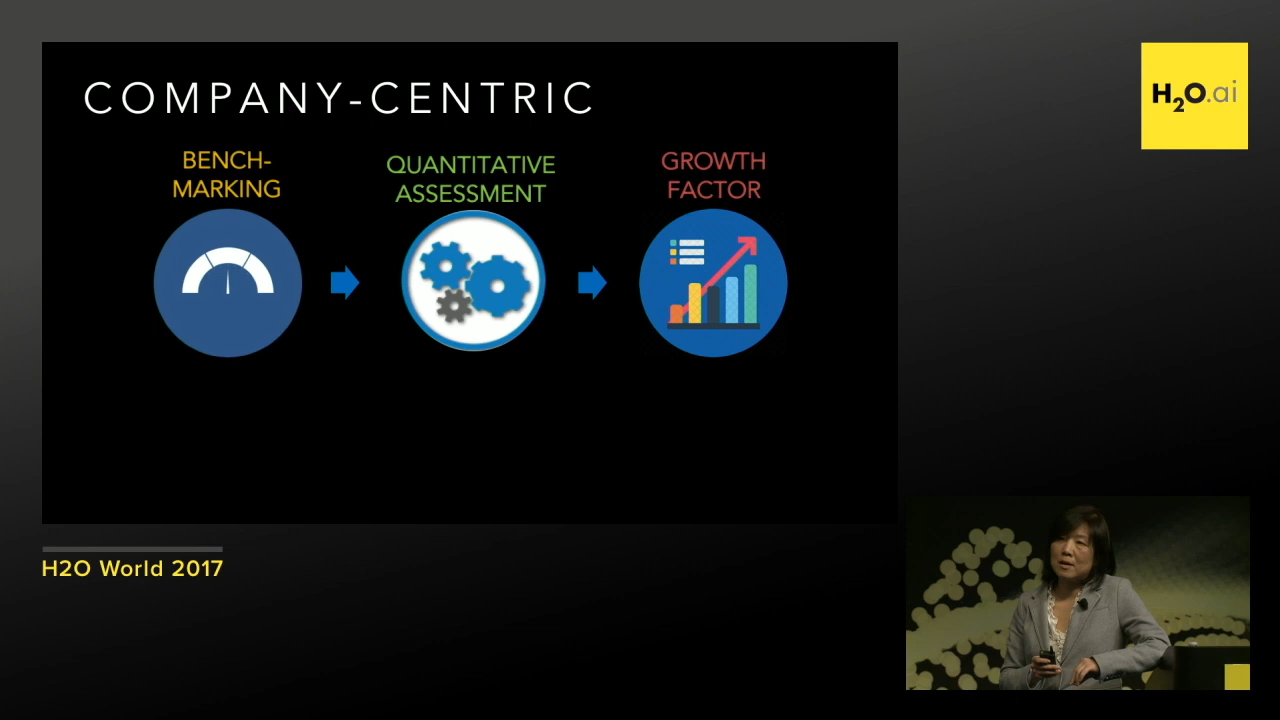 COMPANY-CENTRIC
BENCH-
MARKING
QUANTITATIVE
ASSESSMENT
GROWTH
FACTOR
H2O.ai
H2O World 2017